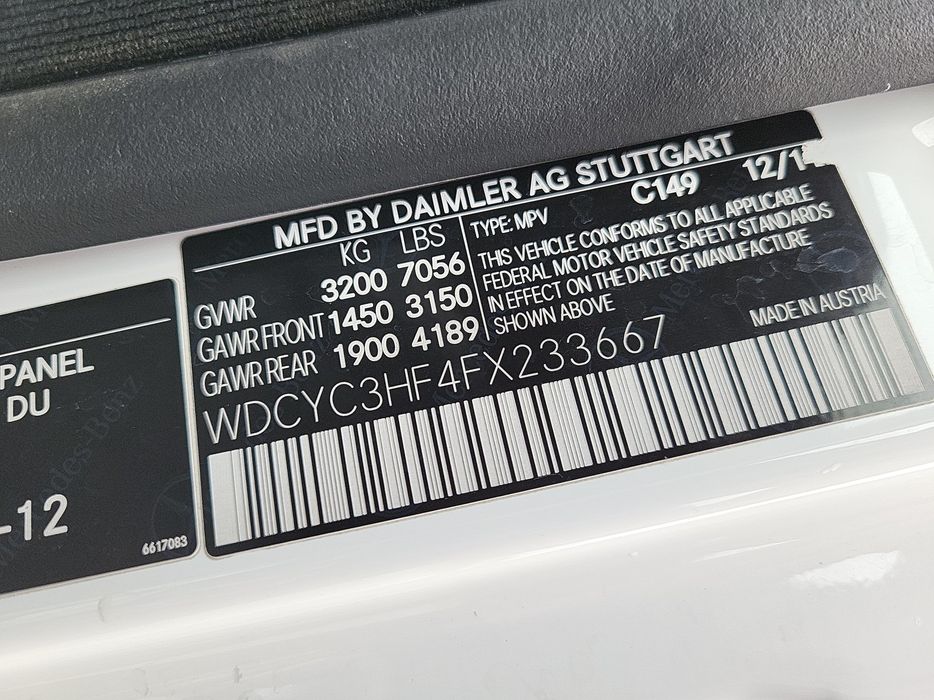 MFD BY DAIMLER AG STUTTGART
KG LBS
GVWR 3200 7056
GAWR FRONT 1450 3150
GAWR REAR 1900 4189
TYPE: MPV C149 12/1
THIS VEHICLE CONFORMS TO ALL APPLICABLE
FEDERAL MOTOR VEHICLE SAFETY STANDARDS
IN EFFECT ON THE DATE OF MANUFACTURE
SHOWN ABOVE
MADE IN AUSTRIA
WDCYC3HF4FX233667
PANEL
DU
-12
6617083